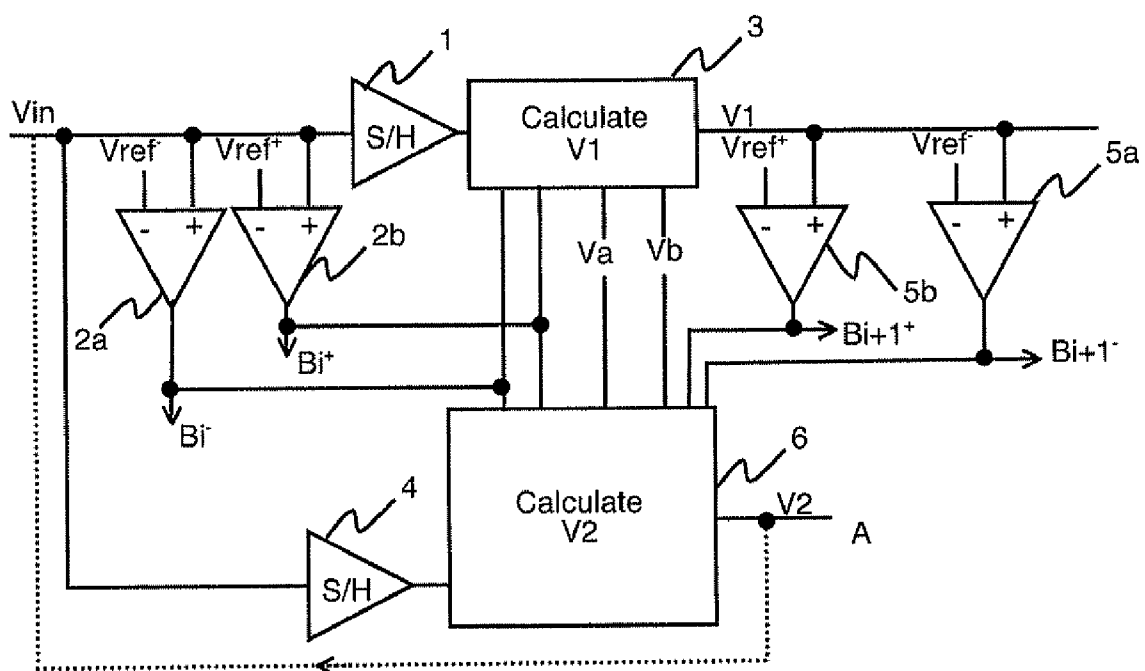 1
3
Vin
S/H
Calculate
V1
V1
Vref⁻
Vref⁺
Vref⁺
Vref⁻
5a
- +
- +
- +
- +
2b
Va
Vb
5b
2a
Bi⁺
Bi+1⁺
Bi+1⁻
Bi⁻
6
4
Calculate
V2
V2
A
S/H